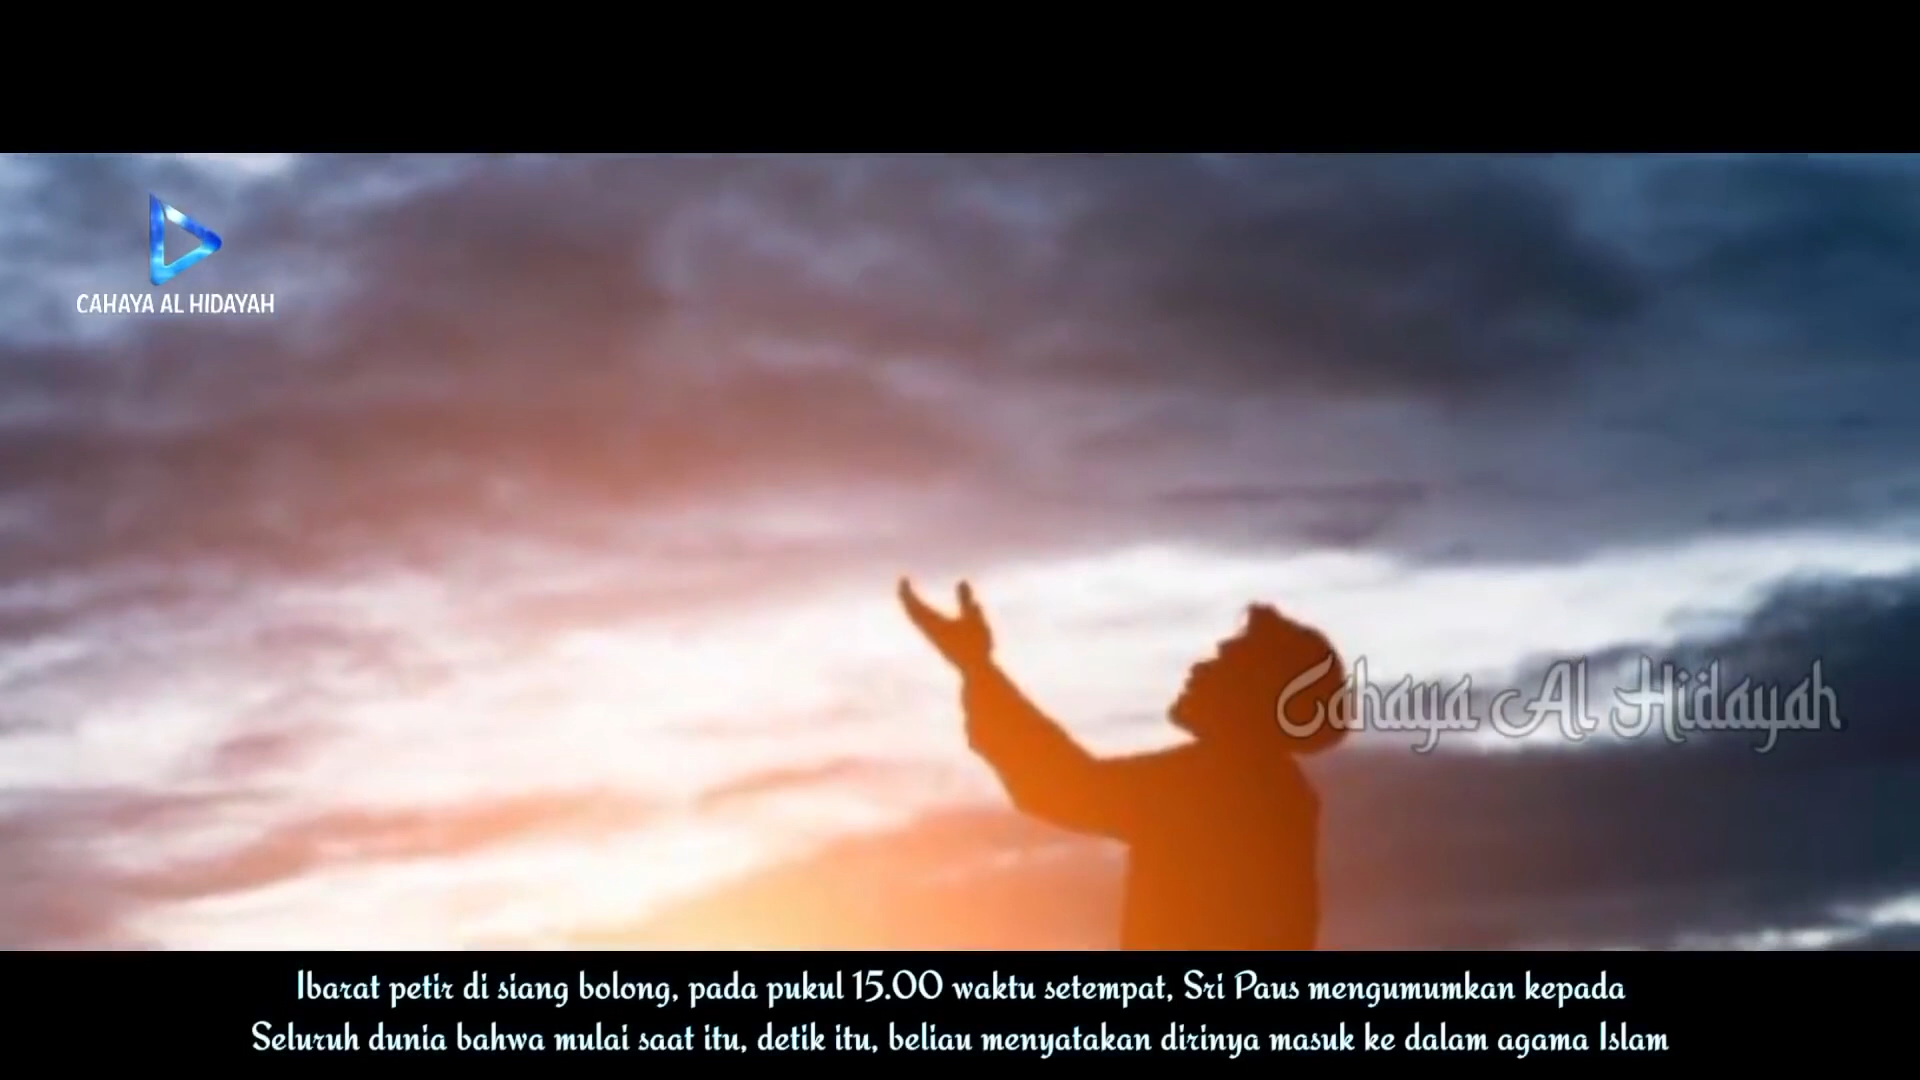 CAHAYA AL HIDAYAH
Cahaya Al Hidayah
Ibarat petir di siang bolong, pada pukul 15.00 waktu setempat, Sri Paus mengumumkan kepada
Seluruh dunia bahwa mulai saat itu, detik itu, beliau menyatakan dirinya masuk ke dalam agama Islam